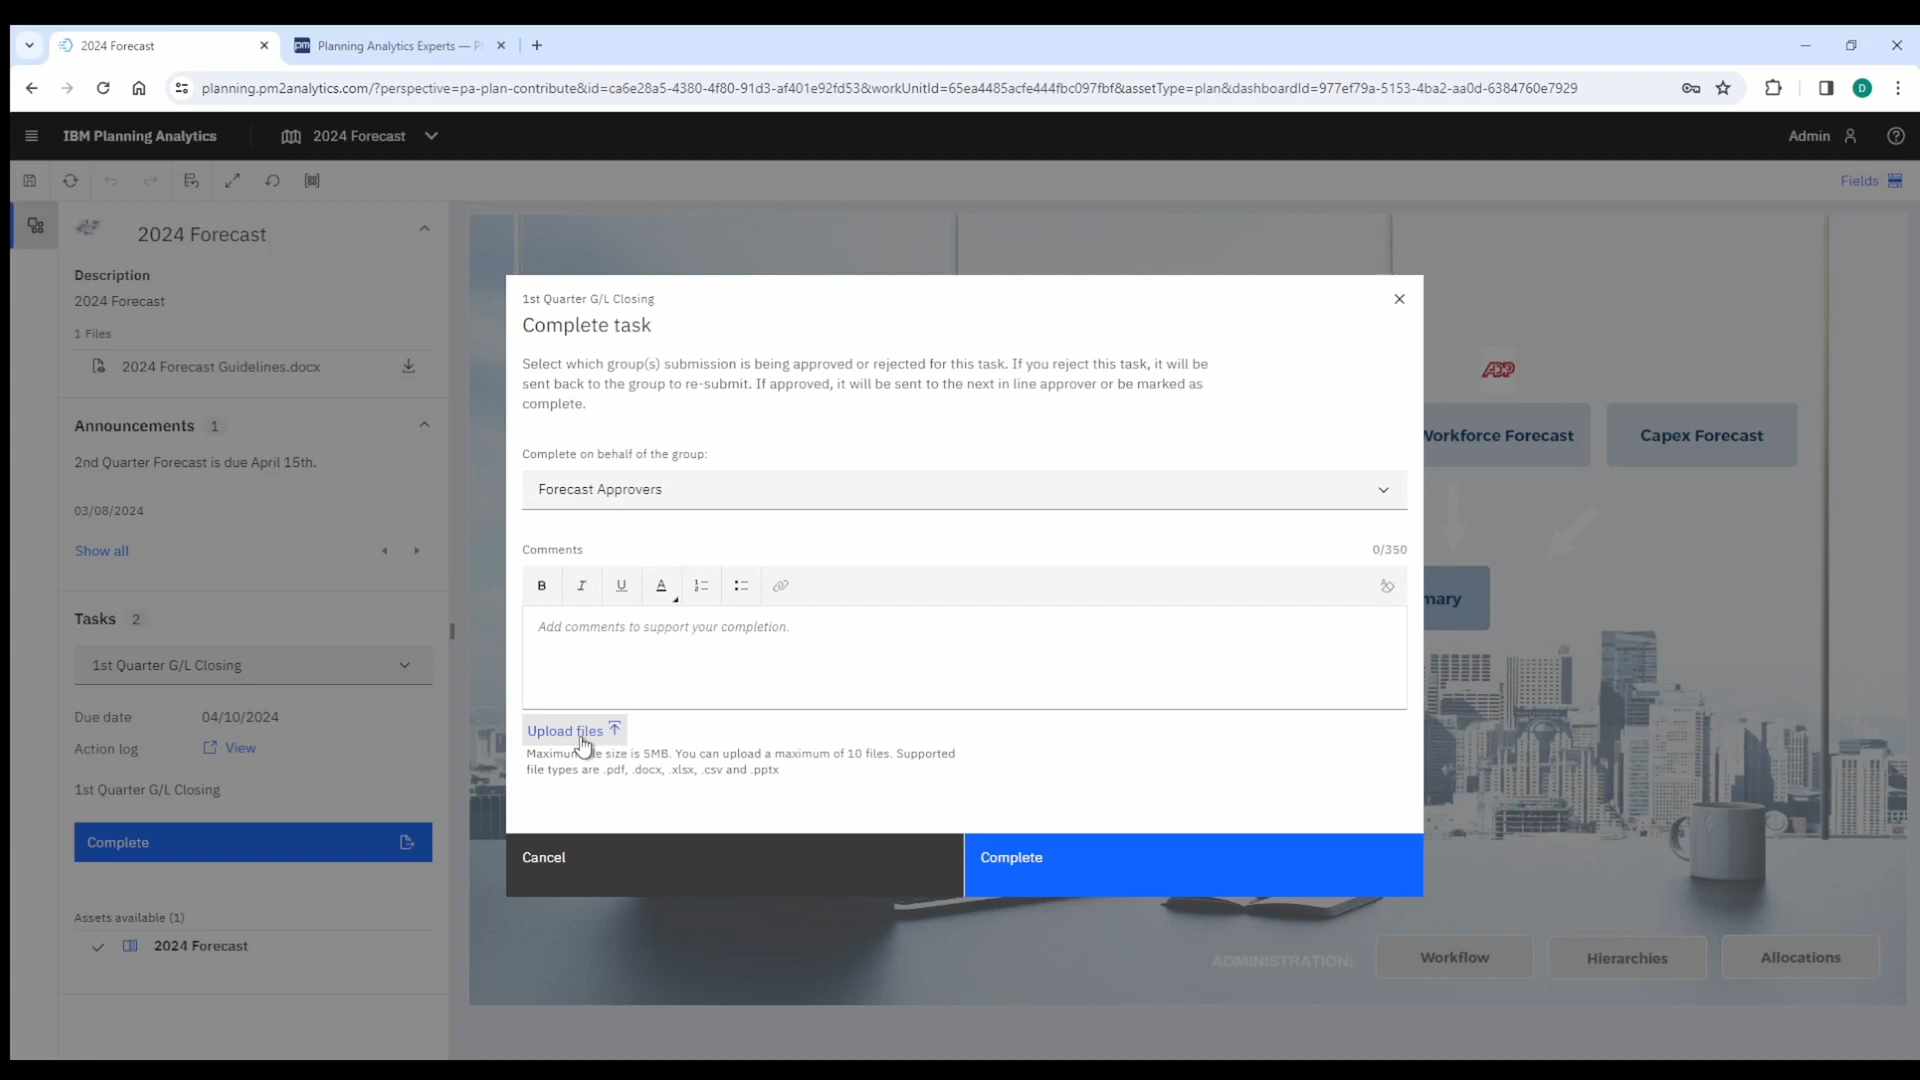 2024 Forecast
Planning Analytics Experts — P
planning.pm2analytics.com/?perspective=pa-plan-contribute&id=ca6e28a5-4380-4f80-91d3-af401e92fd53&workUnitId=65ea4485acfe444fbc097fbf&assetType=plan&dashboardId=977ef79a-5153-4ba2-aa0d-6384760e7929
D
IBM Planning Analytics
2024 Forecast
Admin
Fields
2024 Forecast
Description
2024 Forecast
1 Files
2024 Forecast Guidelines.docx
Announcements 1
2nd Quarter Forecast is due April 15th.
03/08/2024
Show all
Tasks 2
1st Quarter G/L Closing
Due date 04/10/2024
Action log View
1st Quarter G/L Closing
Complete
Assets available (1)
2024 Forecast
1st Quarter G/L Closing
Complete task
Select which group(s) submission is being approved or rejected for this task. If you reject this task, it will be
sent back to the group to re-submit. If approved, it will be sent to the next in line approver or be marked as
complete.
Complete on behalf of the group:
Forecast Approvers
Comments 0/350
B I U A
Add comments to support your completion.
Upload files
size is 5MB. You can upload a maximum of 10 files. Supported
file types are .pdf, .docx, .xlsx, .csv and .pptx
Cancel
Complete
ADP
Forecast
Capex Forecast
ADMINISTRATION:
Workflow
Hierarchies
Allocations